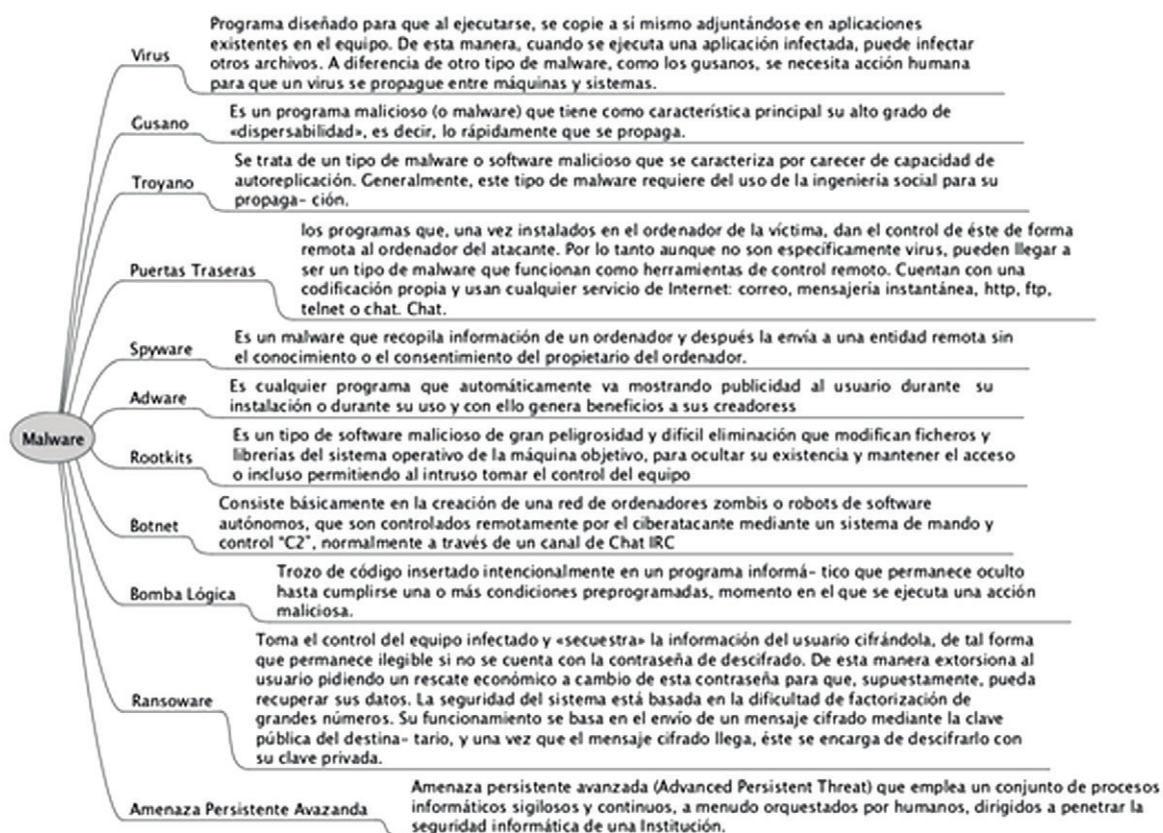 Virus
Programa diseñado para que al ejecutarse, se copie a sí mismo adjuntándose en aplicaciones
existentes en el equipo. De esta manera, cuando se ejecuta una aplicación infectada, puede infectar
otros archivos. A diferencia de otro tipo de malware, como los gusanos, se necesita acción humana
para que un virus se propague entre máquinas y sistemas.
Gusano
Es un programa malicioso (o malware) que tiene como característica principal su alto grado de
«dispersabilidad», es decir, lo rápidamente que se propaga.
Troyano
Se trata de un tipo de malware o software malicioso que se caracteriza por carecer de capacidad de
autoreplicación. Generalmente, este tipo de malware requiere del uso de la ingeniería social para su
propaga- ción.
Puertas Traseras
los programas que, una vez instalados en el ordenador de la víctima, dan el control de éste de forma
remota al ordenador del atacante. Por lo tanto aunque no son específicamente virus, pueden llegar a
ser un tipo de malware que funcionan como herramientas de control remoto. Cuentan con una
codificación propia y usan cualquier servicio de Internet: correo, mensajería instantánea, http, ftp,
telnet o chat. Chat.
Spyware
Es un malware que recopila información de un ordenador y después la envía a una entidad remota sin
el conocimiento o el consentimiento del propietario del ordenador.
Adware
Es cualquier programa que automáticamente va mostrando publicidad al usuario durante su
instalación o durante su uso y con ello genera beneficios a sus creadoress
Malware
Rootkits
Es un tipo de software malicioso de gran peligrosidad y difícil eliminación que modifican ficheros y
librerías del sistema operativo de la máquina objetivo, para ocultar su existencia y mantener el acceso
o incluso permitiendo al intruso tomar el control del equipo
Botnet
Consiste básicamente en la creación de una red de ordenadores zombis o robots de software
autónomos, que son controlados remotamente por el ciberatacante mediante un sistema de mando y
control "C2", normalmente a través de un canal de Chat IRC
Bomba Lógica
Trozo de código insertado intencionalmente en un programa informá- tico que permanece oculto
hasta cumplirse una o más condiciones preprogramadas, momento en el que se ejecuta una acción
maliciosa.
Ransoware
Toma el control del equipo infectado y «secuestra» la información del usuario cifrándola, de tal forma
que permanece ilegible si no se cuenta con la contraseña de descifrado. De esta manera extorsiona al
usuario pidiendo un rescate económico a cambio de esta contraseña para que, supuestamente, pueda
recuperar sus datos. La seguridad del sistema está basada en la dificultad de factorización de
grandes números. Su funcionamiento se basa en el envío de un mensaje cifrado mediante la clave
pública del destina- tario, y una vez que el mensaje cifrado llega, éste se encarga de descifrarlo con
su clave privada.
Amenaza Persistente Avazanda
Amenaza persistente avanzada (Advanced Persistent Threat) que emplea un conjunto de procesos
informáticos sigilosos y continuos, a menudo orquestados por humanos, dirigidos a penetrar la
seguridad informática de una Institución.